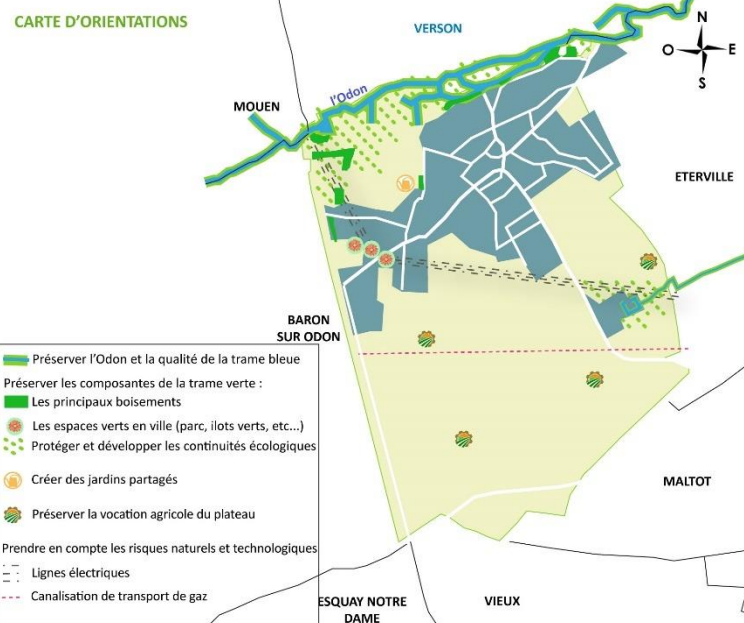 CARTE D'ORIENTATIONS
VERSON
N
O
E
S
l'Odon
MOUEN
ETERVILLE
BARON
SUR ODON
Préserver l'Odon et la qualité de la trame bleue
Préserver les composantes de la trame verte :
Les principaux boisements
Les espaces verts en ville (parc, ilots verts, etc...)
Protéger et développer les continuités écologiques
Créer des jardins partagés
Préserver la vocation agricole du plateau
Prendre en compte les risques naturels et technologiques
Lignes électriques
Canalisation de transport de gaz
MALTOT
ESQUAY NOTRE
DAME
VIEUX